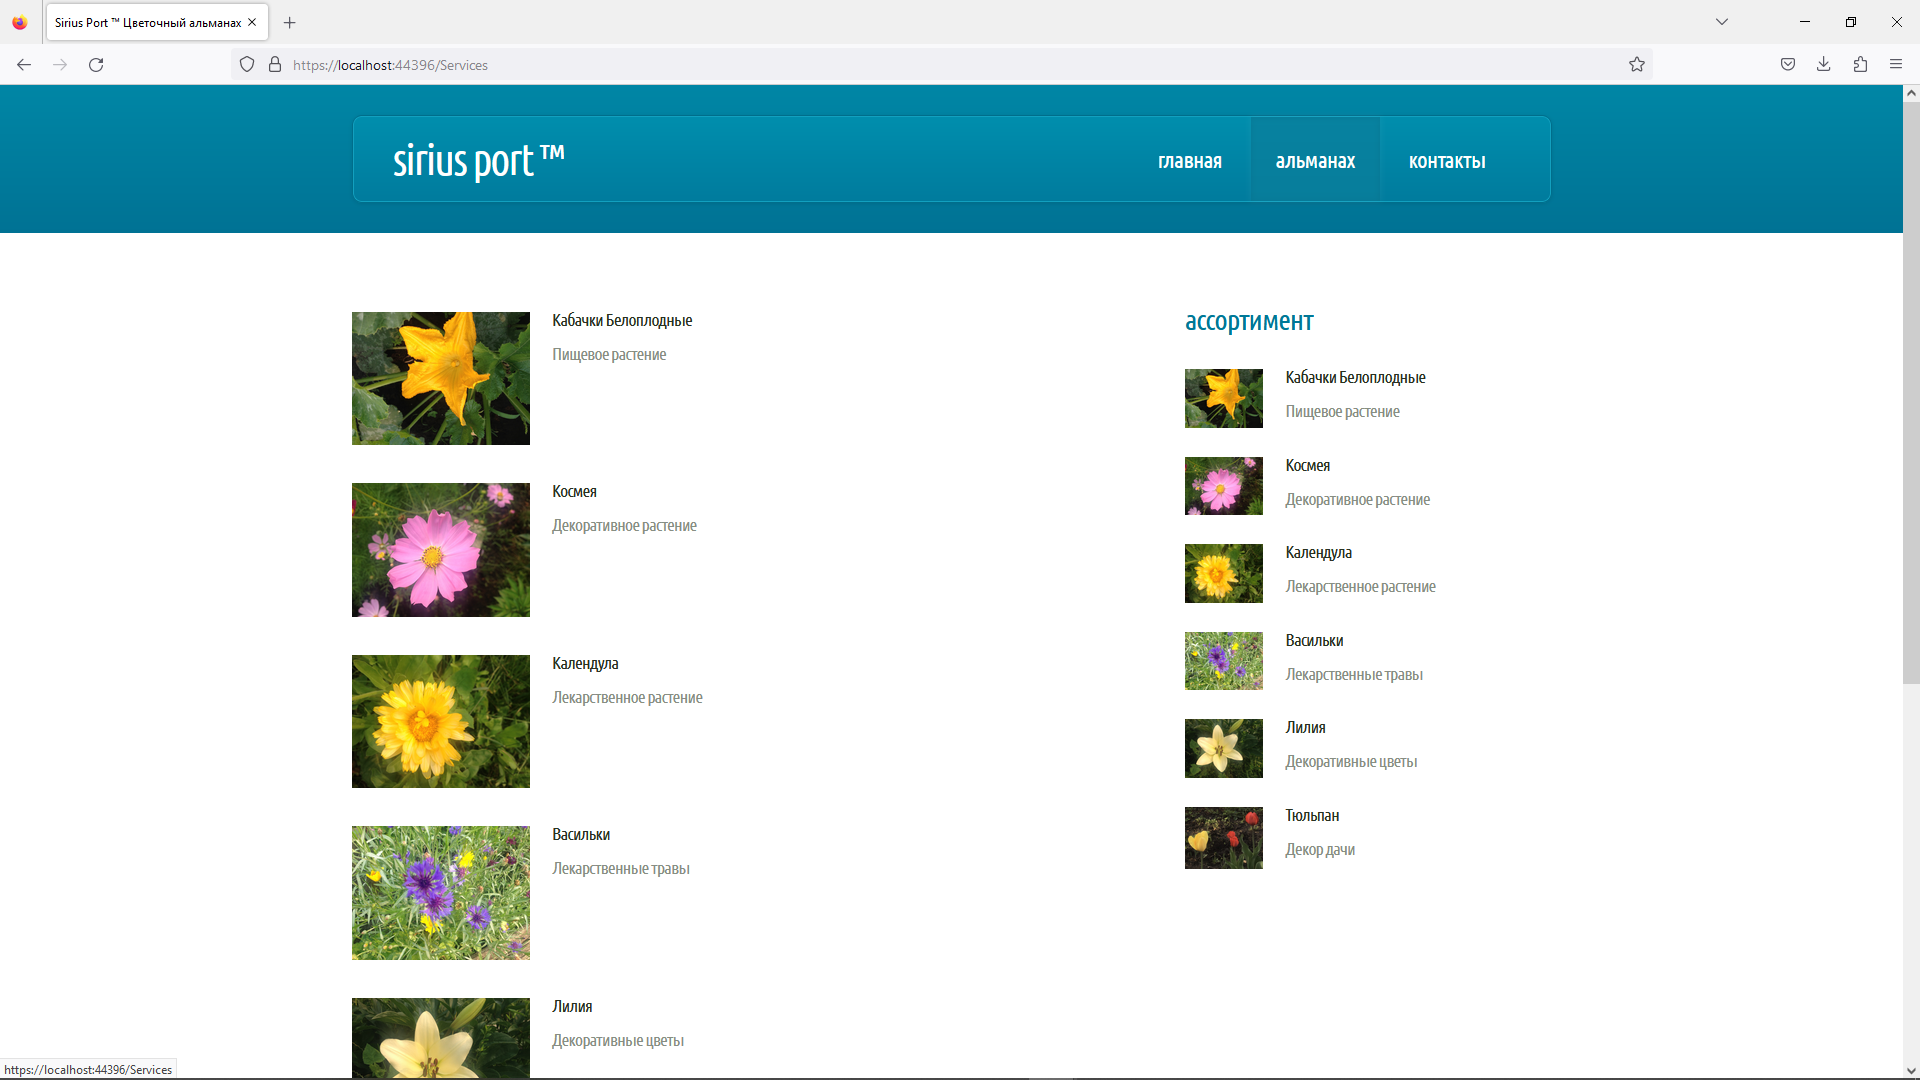 Sirius Port ™ Цветочный альманах
https://localhost:44396/Services
sirius port ™
главная
альманах
контакты
Кабачки Белоплодные
Пищевое растение
Космея
Декоративное растение
Календула
Лекарственное растение
Васильки
Лекарственные травы
Лилия
Декоративные цветы
ассортимент
Кабачки Белоплодные
Пищевое растение
Космея
Декоративное растение
Календула
Лекарственное растение
Васильки
Лекарственные травы
Лилия
Декоративные цветы
Тюльпан
Декор дачи
https://localhost:44396/Services